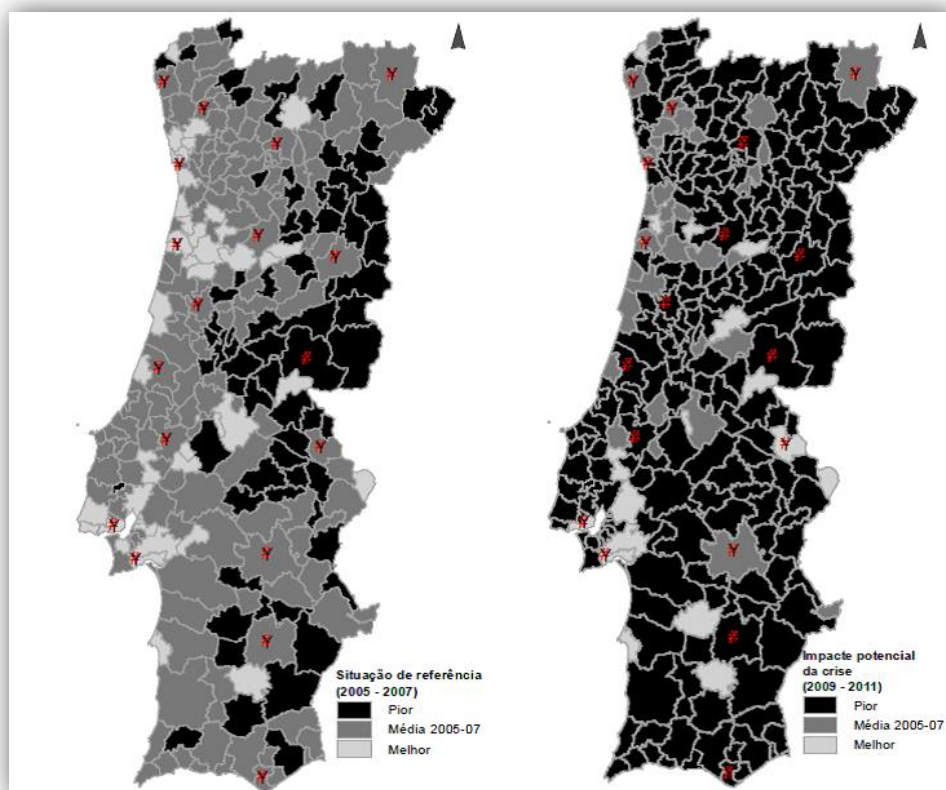 Situação de referência
(2005 - 2007)
Pior
Média 2005-07
Melhor
Impacte potencial
da crise
(2009 - 2011)
Pior
Média 2005-07
Melhor